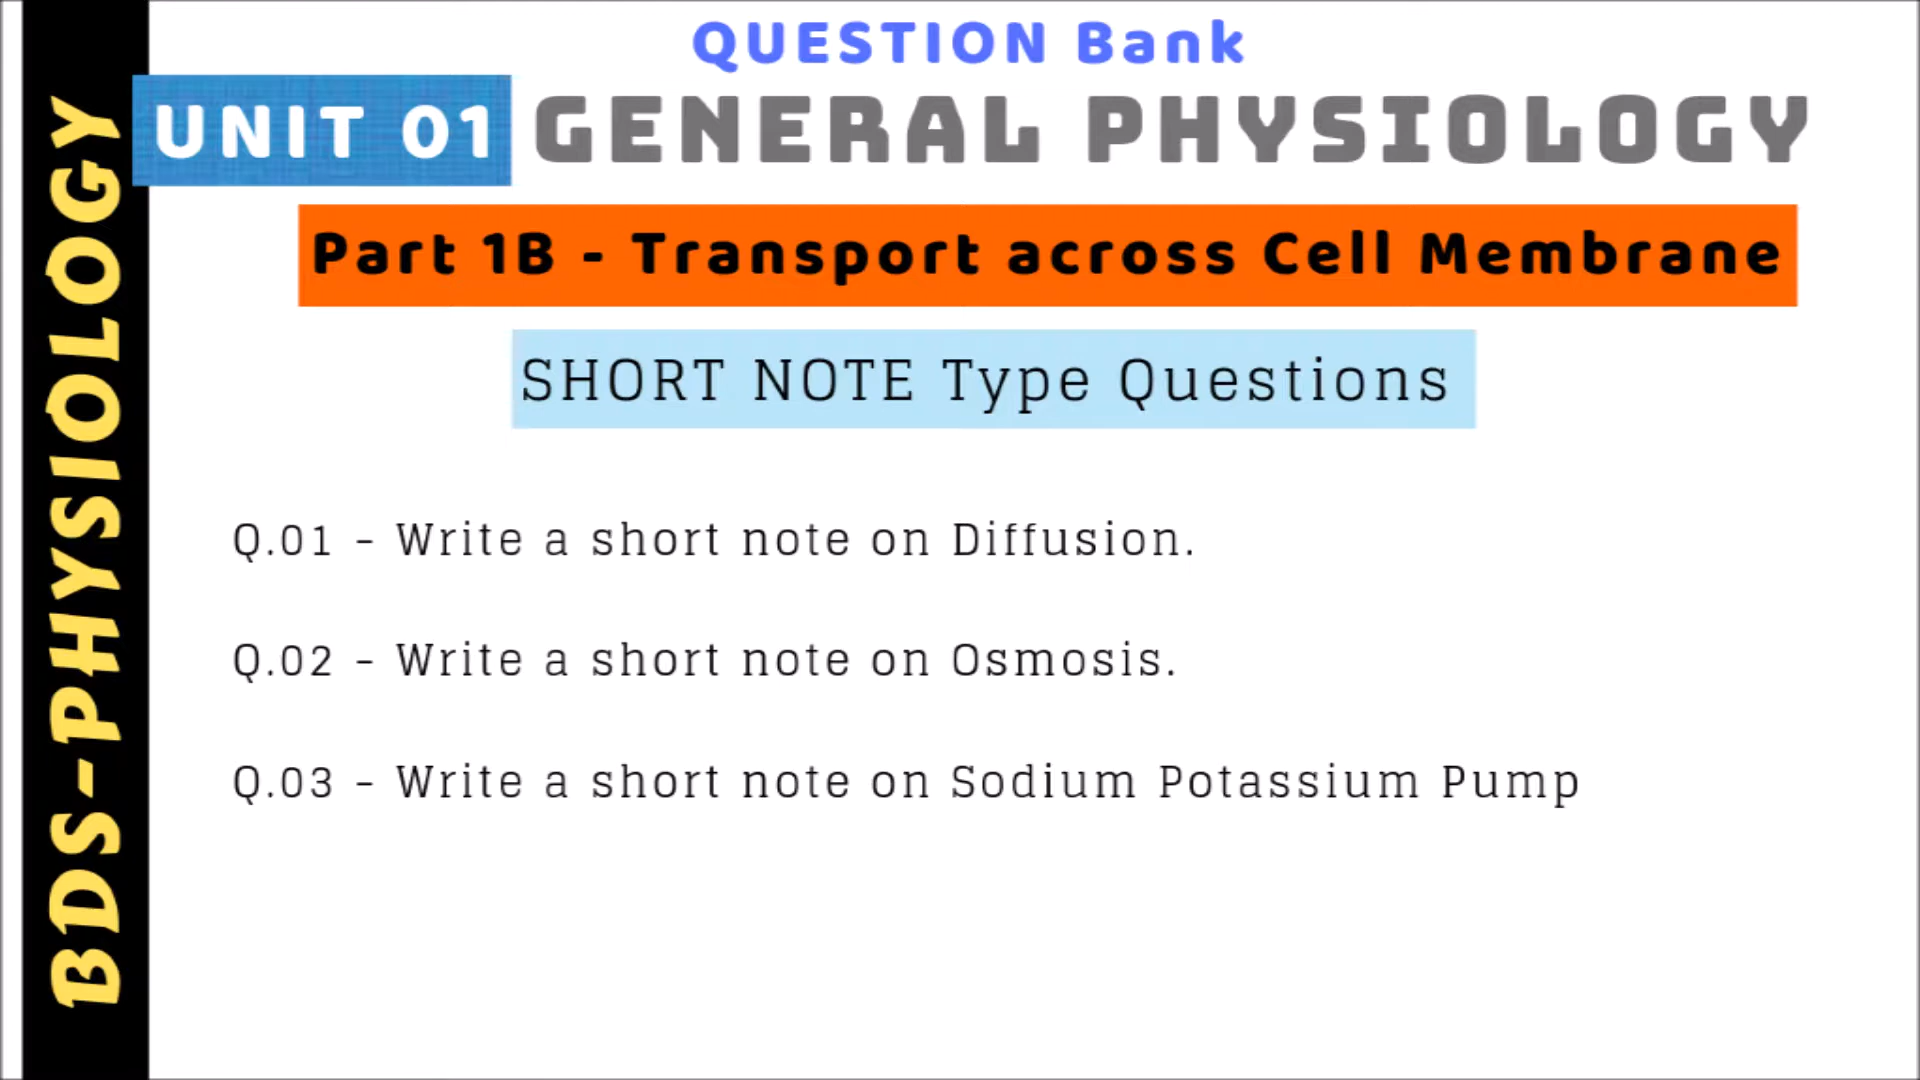 QUESTION Bank
UNIT 01 GENERAL PHYSIOLOGY
Part 1B - Transport across Cell Membrane
SHORT NOTE Type Questions
Q.01 - Write a short note on Diffusion.
Q.02 - Write a short note on Osmosis.
Q.03 - Write a short note on Sodium Potassium Pump
BDS-PHYSIOLOGY